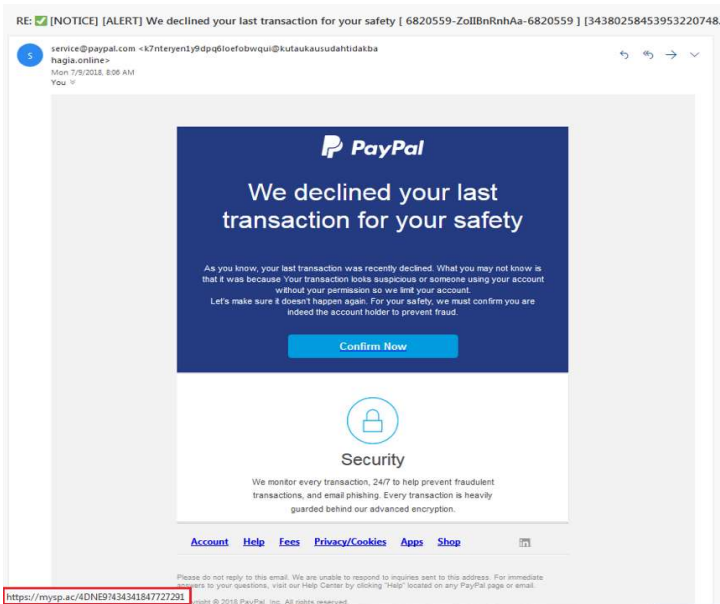 RE: ✅ [NOTICE] [ALERT] We declined your last transaction for your safety [ 6820559-ZoIIBnRnhAa-6820559 ] [34380258453953220748.
S
service@paypal.com <k7nteryen1y9dpq6loefobwqui@kutaukausudahtidakba
hagia.online>
Mon 7/9/2018, 8:06 AM
You
PayPal
We declined your last
transaction for your safety
As you know, your last transaction was recently declined. What you may not know is
that it was because Your transaction looks suspicious or someone using your account
without your permission so we limit your account.
Let's make sure it doesn't happen again. For your safety, we must confirm you are
indeed the account holder to prevent fraud.
Confirm Now
Security
We monitor every transaction, 24/7 to help prevent fraudulent
transactions, and email phishing. Every transaction is heavily
guarded behind our advanced encryption.
Account Help Fees Privacy/Cookies Apps Shop in
Please do not reply to this email. We are unable to respond to inquiries sent to this address. For immediate
answers to your questions, visit our Help Center by clicking "Help" located on any PayPal page or email.
https://mysp.ac/4DNE9?434341847727291
Copyright © 2018 PayPal, Inc. All rights reserved.